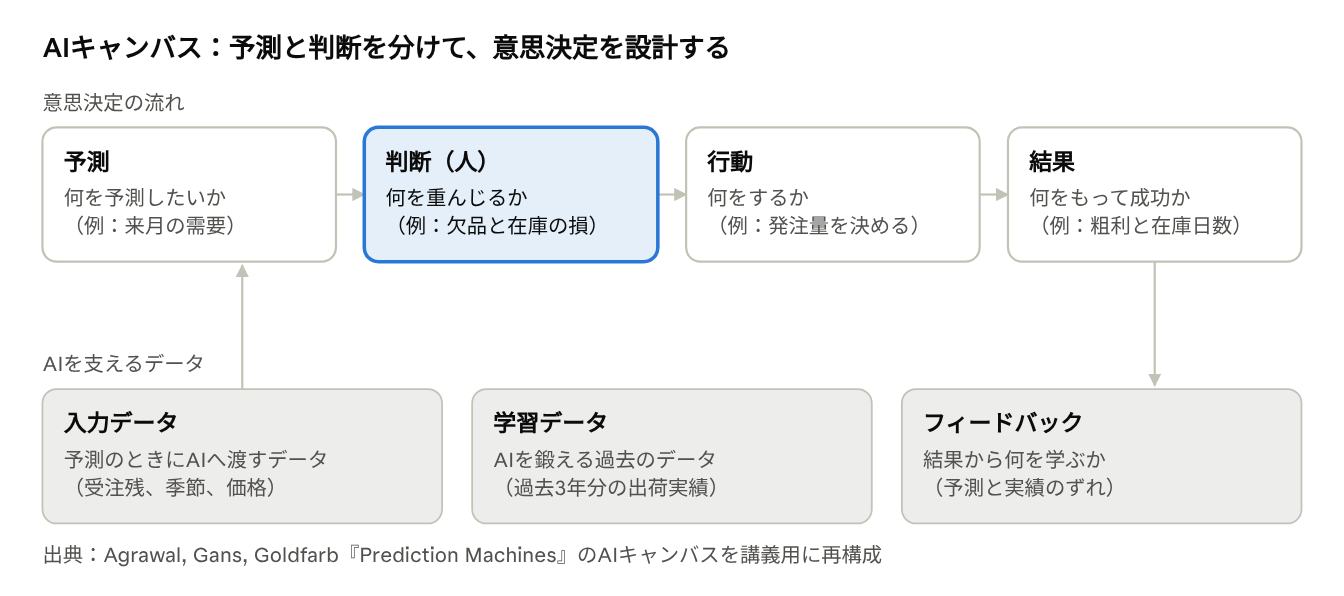 AIキャンバス：予測と判断を分けて、意思決定を設計する
意思決定の流れ
予測
何を予測したいか
（例：来月の需要）
判断（人）
何を重んじるか
（例：欠品と在庫の損）
行動
何をするか
（例：発注量を決める）
結果
何をもって成功か
（例：粗利と在庫日数）
AIを支えるデータ
入力データ
予測のときにAIへ渡すデータ
（受注残、季節、価格）
学習データ
AIを鍛える過去のデータ
（過去3年分の出荷実績）
フィードバック
結果から何を学ぶか
（予測と実績のずれ）
出典：Agrawal, Gans, Goldfarb『Prediction Machines』のAIキャンバスを講義用に再構成